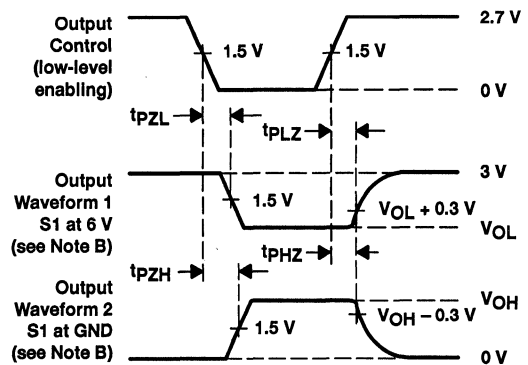 Output
Control
(low-level
enabling)
1.5 V
1.5 V
2.7 V
0 V
tPZL
tPLZ
Output
Waveform 1
S1 at 6 V
(see Note B)
1.5 V
3 V
VOL + 0.3 V
VOL
tPZH
tPHZ
Output
Waveform 2
S1 at GND
(see Note B)
1.5 V
VOH
VOH – 0.3 V
0 V